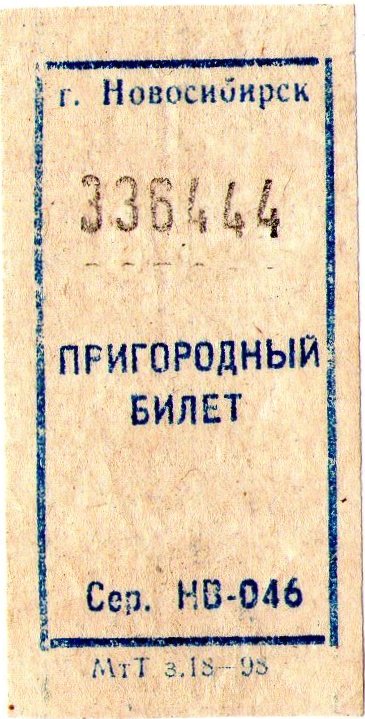 г. Новосибирск
336444
ПРИГОРОДНЫЙ
БИЛЕТ
Сер. НВ-046
МтТ з.18-98